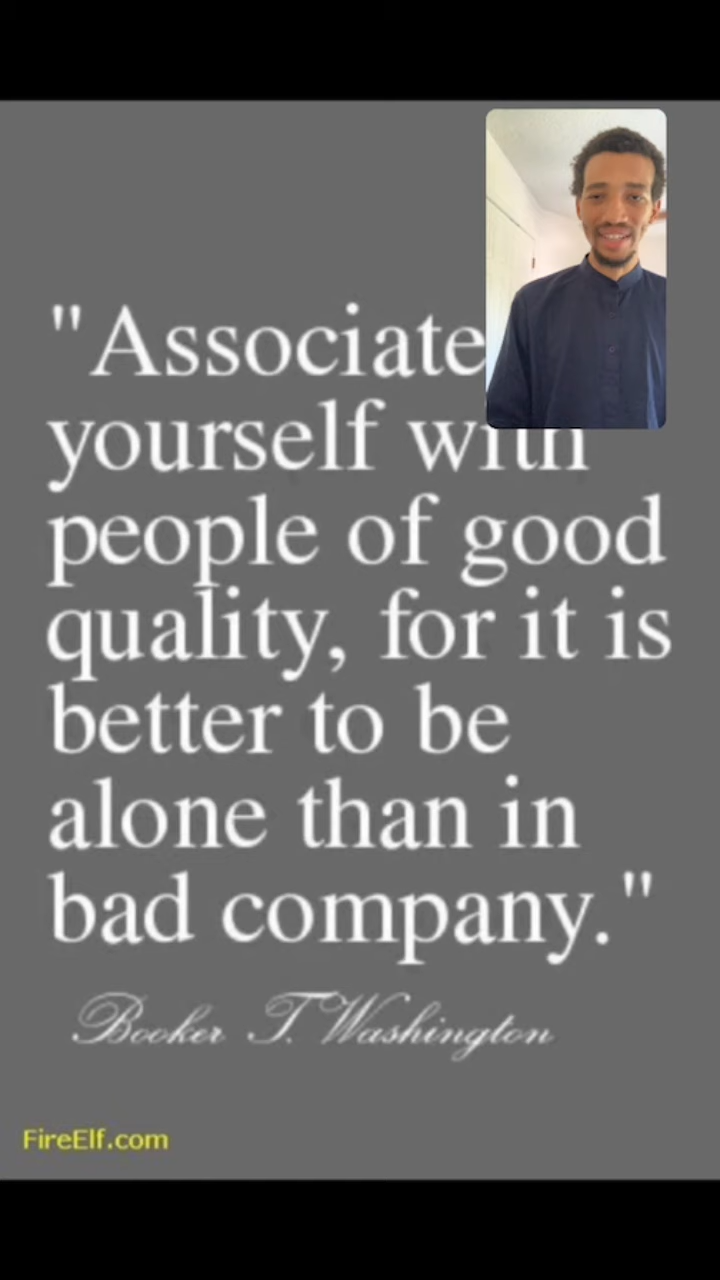 "Associate
yourself with
people of good
quality, for it is
better to be
alone than in
bad company."
Booker T. Washington
FireElf.com